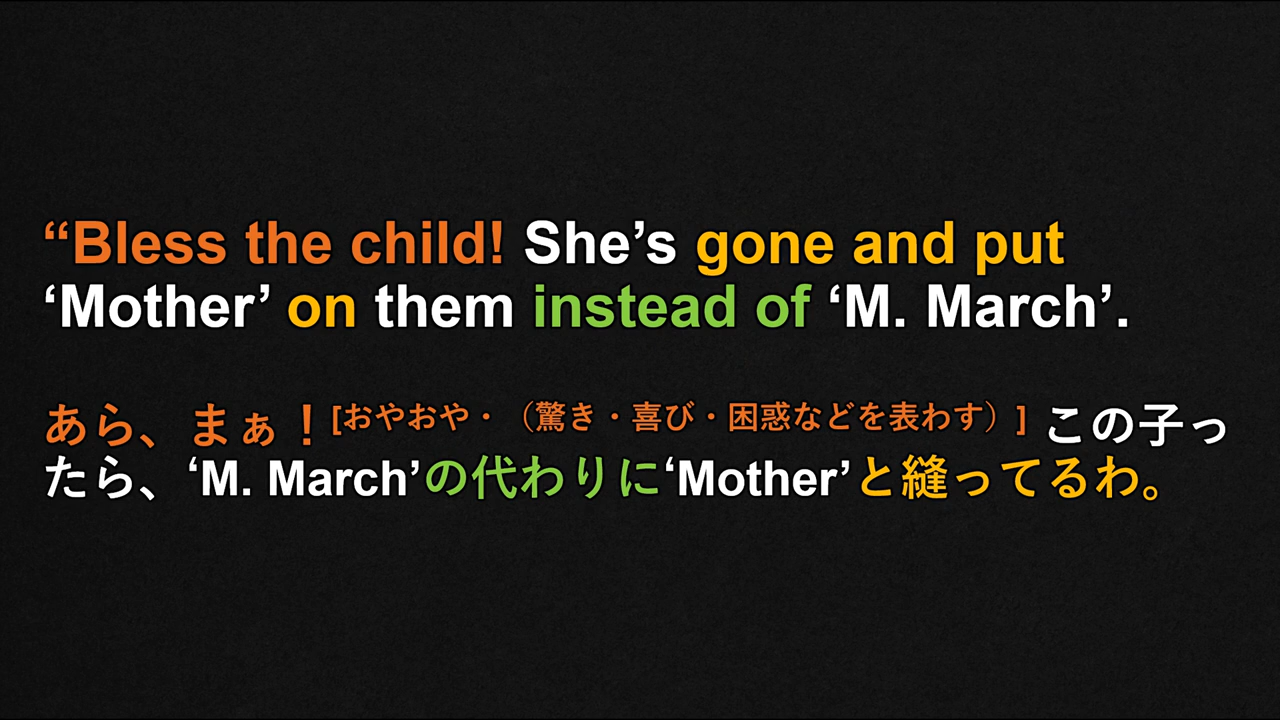 “Bless the child! She’s gone and put
‘Mother’ on them instead of ‘M. March’.
あら、まぁ！[おやおや・（驚き・喜び・困惑などを表わす）] この子っ
たら、‘M. March’の代わりに‘Mother’と縫ってるわ。